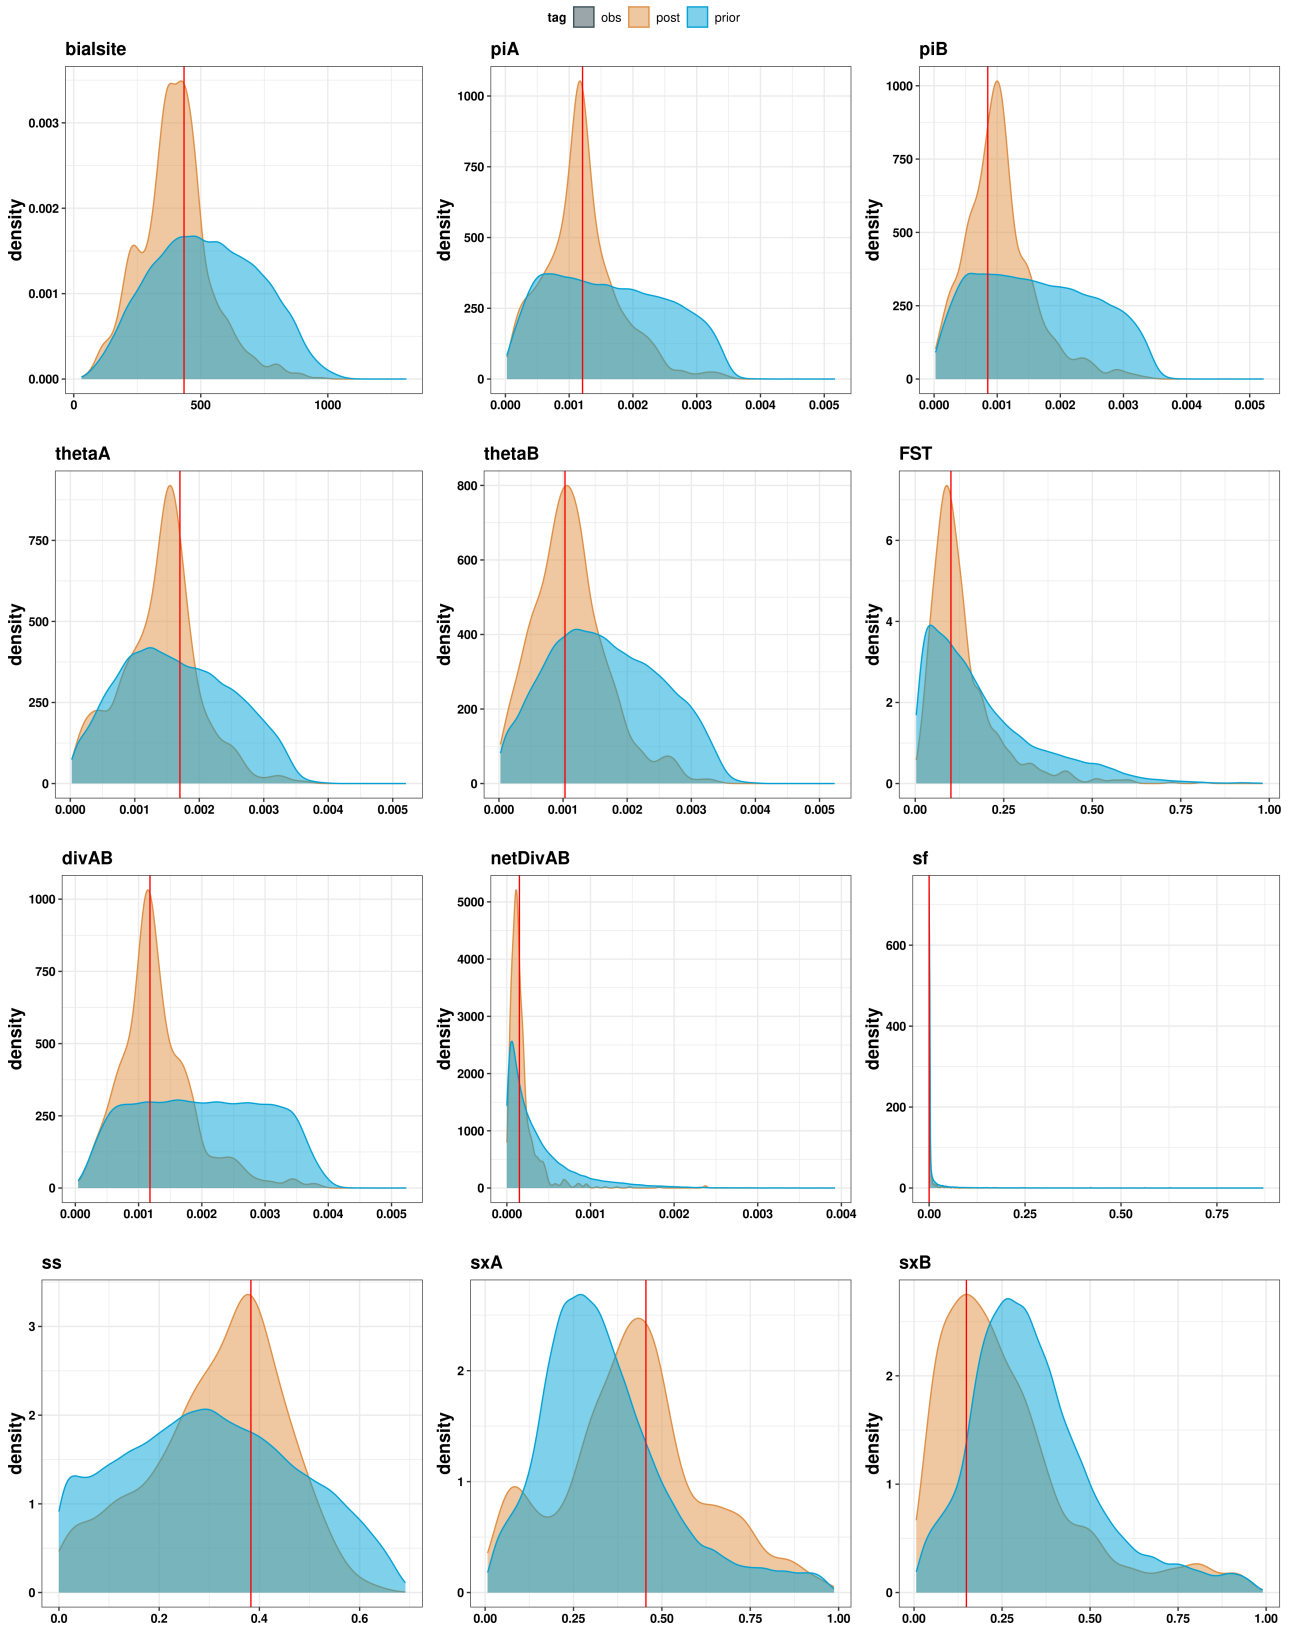 tag obs post prior
bialsite piA piB
density
0.000 0.001 0.002 0.003
0 500 1000
density
0 250 500 750 1000
0.000 0.001 0.002 0.003 0.004 0.005
density
0 250 500 750 1000
0.000 0.001 0.002 0.003 0.004 0.005
thetaA thetaB FST
density
0 250 500 750
0.000 0.001 0.002 0.003 0.004 0.005
density
0 200 400 600 800
0.000 0.001 0.002 0.003 0.004 0.005
density
0 2 4 6
0.00 0.25 0.50 0.75 1.00
divAB netDivAB sf
density
0 250 500 750 1000
0.000 0.001 0.002 0.003 0.004 0.005
density
0 1000 2000 3000 4000 5000
0.000 0.001 0.002 0.003 0.004
density
0 200 400 600
0.00 0.25 0.50 0.75
ss sxA sxB
density
0 1 2 3
0.0 0.2 0.4 0.6
density
0 1 2
0.00 0.25 0.50 0.75 1.00
density
0 1 2
0.00 0.25 0.50 0.75 1.00